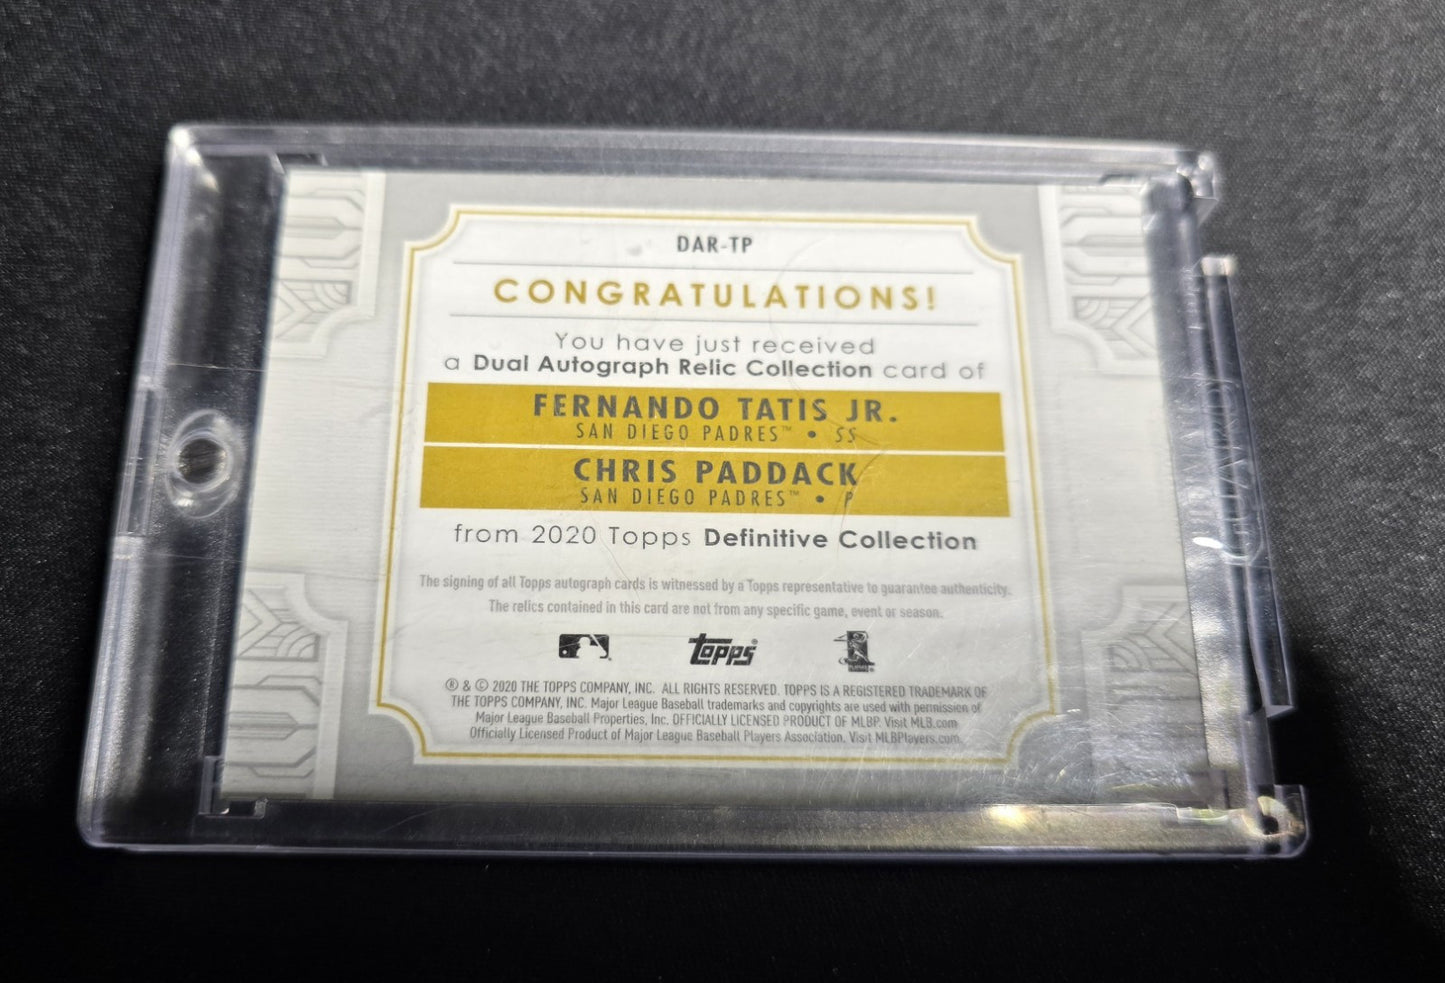 DAR-TP
CONGRATULATIONS!
You have just received
a Dual Autograph Relic Collection card of
FERNANDO TATIS JR.
SAN DIEGO PADRES™ • SS
CHRIS PADDACK
SAN DIEGO PADRES™ • P
from 2020 Topps Definitive Collection
The signing of all Topps autograph cards is witnessed by a Topps representative to guarantee authenticity.
The relics contained in this card are not from any specific game, event or season.
Topps®
® & © 2020 THE TOPPS COMPANY, INC. ALL RIGHTS RESERVED. TOPPS IS A REGISTERED TRADEMARK OF
THE TOPPS COMPANY, INC. Major League Baseball trademarks and copyrights are used with permission of
Major League Baseball Properties, Inc. OFFICIALLY LICENSED PRODUCT OF MLBP. Visit MLB.com
Officially Licensed Product of Major League Baseball Players Association. Visit MLBPlayers.com.